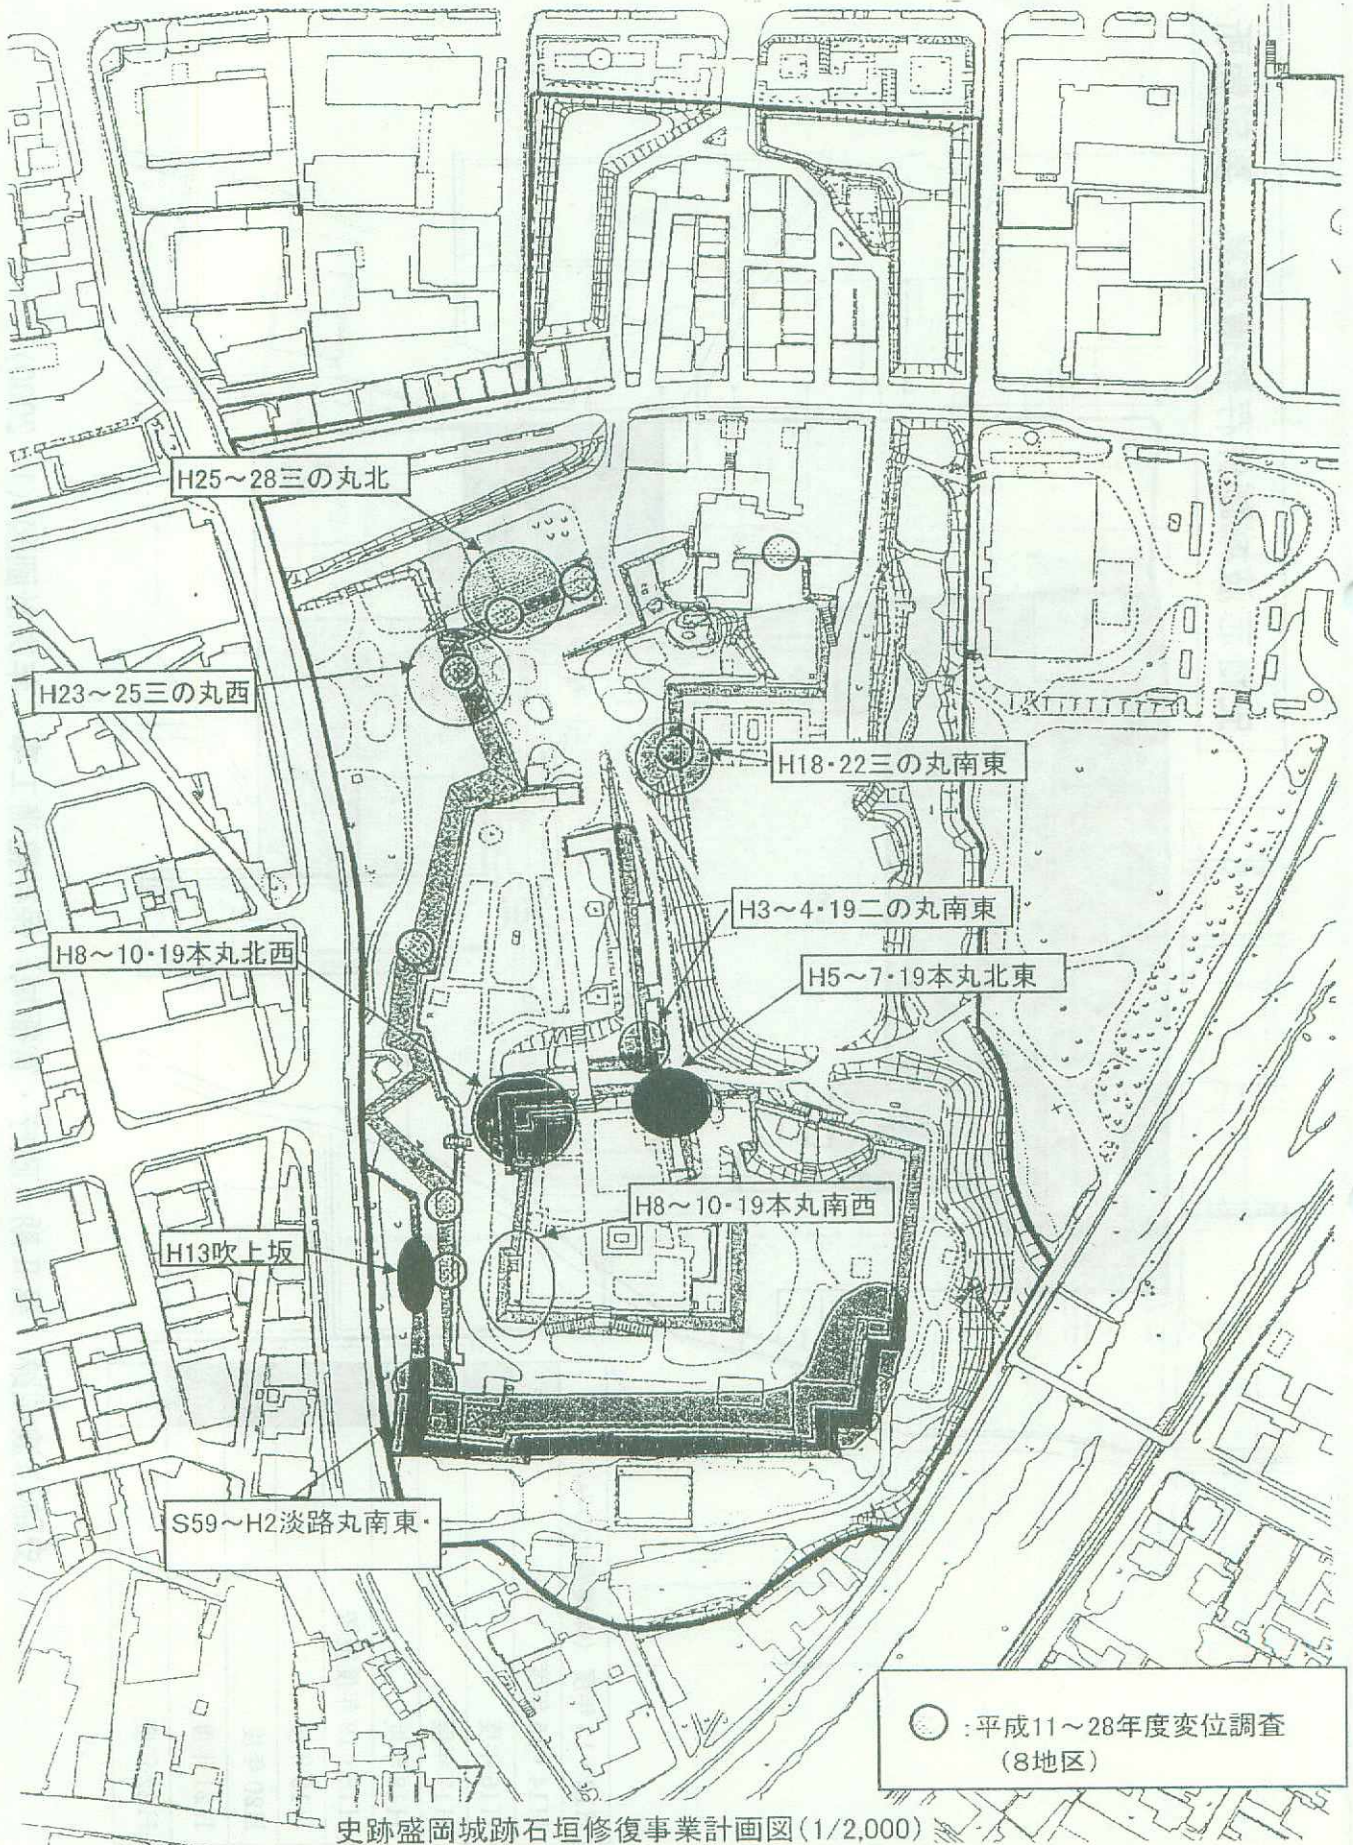 H25～28三の丸北
H23～25三の丸西
H18・22三の丸南東
H3～4・19二の丸南東
H8～10・19本丸北西
H5～7・19本丸北東
H8～10・19本丸南西
H13吹上坂
S59～H2淡路丸南東・
:平成11～28年度変位調査
(8地区)
史跡盛岡城跡石垣修復事業計画図(1/2,000)